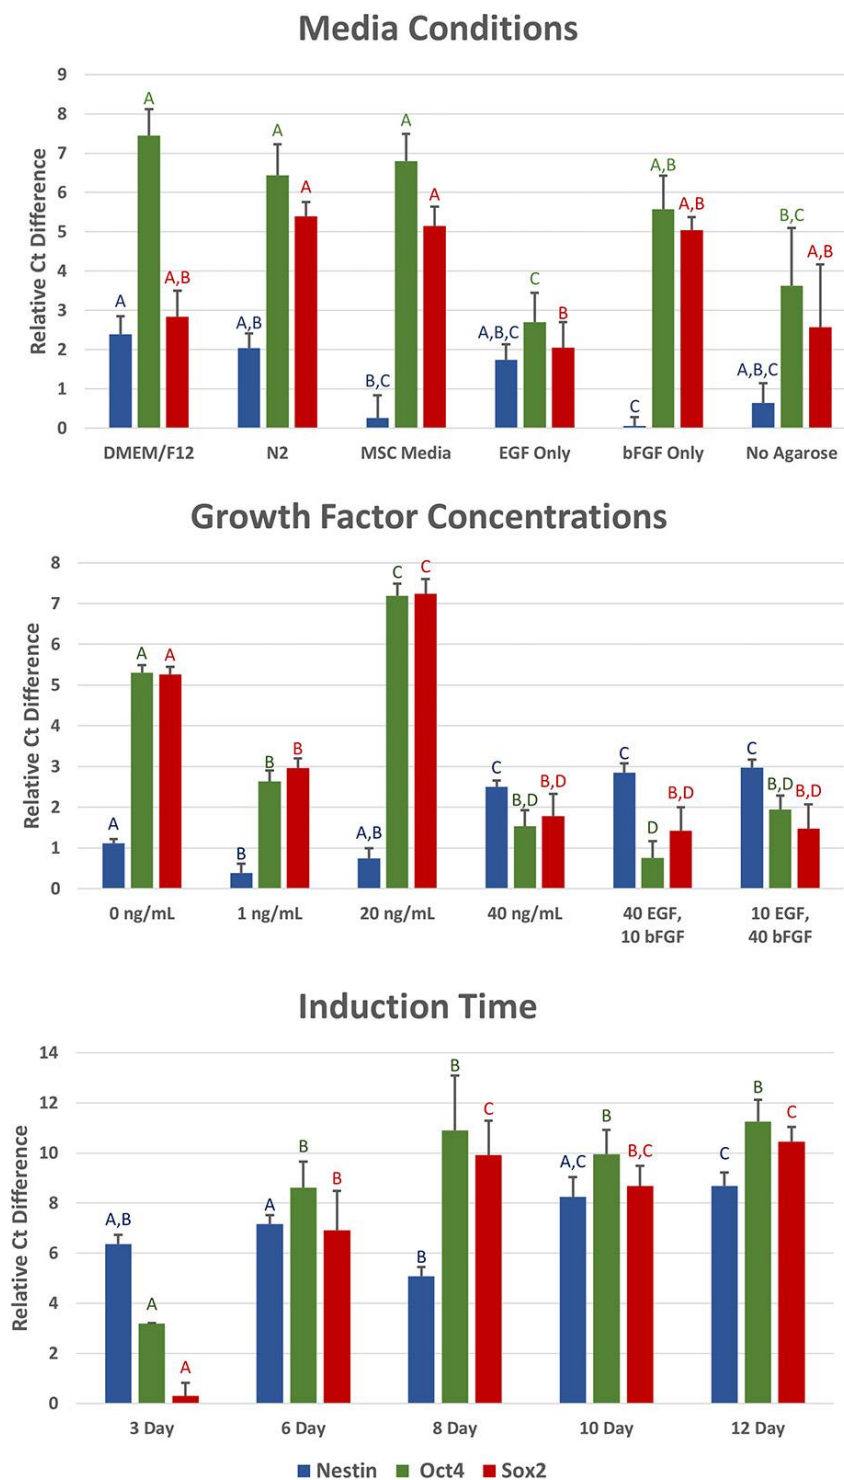 Media Conditions
Relative Ct Difference
9
8
7
6
5
4
3
2
1
0
A
A
A,B
A,B
A
A
B,C
A
A
A,B,C
C
B
C
A,B
A,B
A,B,C
B,C
A,B
DMEM/F12
N2
MSC Media
EGF Only
bFGF Only
No Agarose
Growth Factor Concentrations
Relative Ct Difference
8
7
6
5
4
3
2
1
0
A
A
A
B
B
B
A,B
C
C
C
B,D
B,D
C
D
B,D
C
B,D
B,D
0 ng/mL
1 ng/mL
20 ng/mL
40 ng/mL
40 EGF,
10 bFGF
10 EGF,
40 bFGF
Induction Time
Relative Ct Difference
14
12
10
8
6
4
2
0
A,B
A
A
A
B
B
B
B
C
A,C
B
B,C
C
B
C
3 Day
6 Day
8 Day
10 Day
12 Day
Nestin Oct4 Sox2